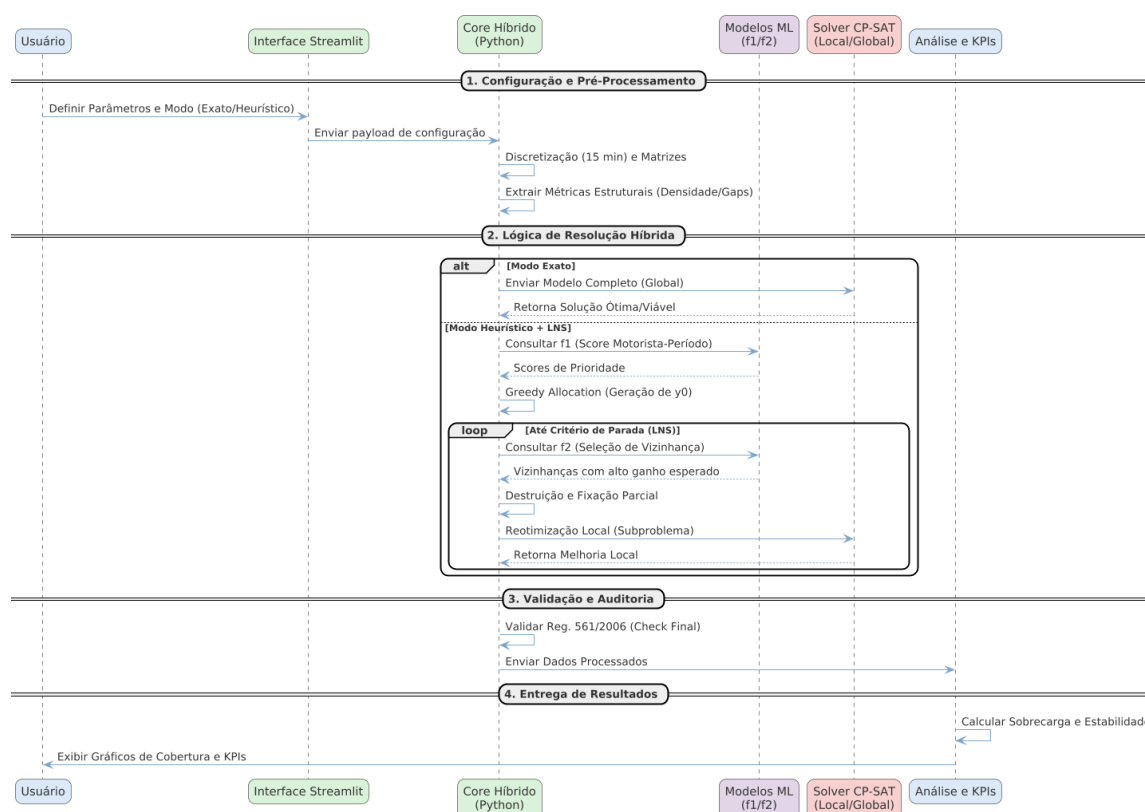 Usuário
Interface Streamlit
Core Híbrido
(Python)
Modelos ML
(f1/f2)
Solver CP-SAT
(Local/Global)
Análise e KPIs
1. Configuração e Pré-Processamento
Definir Parâmetros e Modo (Exato/Heurístico)
Enviar payload de configuração
Discretização (15 min) e Matrizes
Extrair Métricas Estruturais (Densidade/Gaps)
2. Lógica de Resolução Híbrida
alt [Modo Exato]
Enviar Modelo Completo (Global)
Retorna Solução Ótima/Viável
[Modo Heurístico + LNS]
Consultar f1 (Score Motorista-Período)
Scores de Prioridade
Greedy Allocation (Geração de y0)
loop [Até Critério de Parada (LNS)]
Consultar f2 (Seleção de Vizinhança)
Vizinhanças com alto ganho esperado
Destruição e Fixação Parcial
Reotimização Local (Subproblema)
Retorna Melhoria Local
3. Validação e Auditoria
Validar Reg. 561/2006 (Check Final)
Enviar Dados Processados
4. Entrega de Resultados
Calcular Sobrecarga e Estabilidade
Exibir Gráficos de Cobertura e KPIs
Usuário
Interface Streamlit
Core Híbrido
(Python)
Modelos ML
(f1/f2)
Solver CP-SAT
(Local/Global)
Análise e KPIs